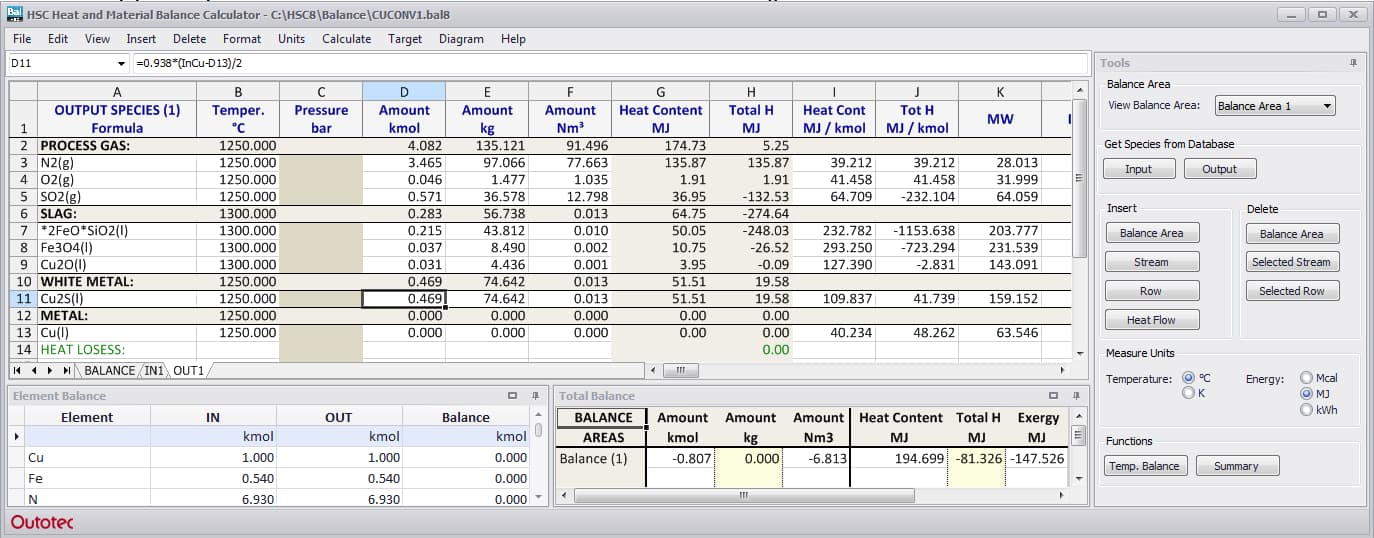 Bal HSC Heat and Material Balance Calculator - C:\HSC8\Balance\CUCONV1.bal8
File Edit View Insert Delete Format Units Calculate Target Diagram Help
D11 =0.938*(InCu-D13)/2
A B C D E F G H I J K
OUTPUT SPECIES (1) Temper. Pressure Amount Amount Amount Heat Content Total H Heat Cont Tot H MW
1 Formula °C bar kmol kg Nm³ MJ MJ MJ / kmol MJ / kmol
2 PROCESS GAS: 1250.000 4.082 135.121 91.496 174.73 5.25
3 N2(g) 1250.000 3.465 97.066 77.663 135.87 135.87 39.212 39.212 28.013
4 O2(g) 1250.000 0.046 1.477 1.035 1.91 1.91 41.458 41.458 31.999
5 SO2(g) 1250.000 0.571 36.578 12.798 36.95 -132.53 64.709 -232.104 64.059
6 SLAG: 1300.000 0.283 56.738 0.013 64.75 -274.64
7 *2FeO*SiO2(l) 1300.000 0.215 43.812 0.010 50.05 -248.03 232.782 -1153.638 203.777
8 Fe3O4(l) 1300.000 0.037 8.490 0.002 10.75 -26.52 293.250 -723.294 231.539
9 Cu2O(l) 1300.000 0.031 4.436 0.001 3.95 -0.09 127.390 -2.831 143.091
10 WHITE METAL: 1250.000 0.469 74.642 0.013 51.51 19.58
11 Cu2S(l) 1250.000 0.469 74.642 0.013 51.51 19.58 109.837 41.739 159.152
12 METAL: 1250.000 0.000 0.000 0.000 0.00 0.00
13 Cu(l) 1250.000 0.000 0.000 0.000 0.00 0.00 40.234 48.262 63.546
14 HEAT LOSESS: 0.00
BALANCE IN1 OUT1
Element Balance
Element IN OUT Balance
kmol kmol kmol
Cu 1.000 1.000 0.000
Fe 0.540 0.540 0.000
N 6.930 6.930 0.000
Total Balance
BALANCE Amount Amount Amount Heat Content Total H Exergy
AREAS kmol kg Nm3 MJ MJ MJ
Balance (1) -0.807 0.000 -6.813 194.699 -81.326 -147.526
Tools
Balance Area
View Balance Area: Balance Area 1
Get Species from Database
Input Output
Insert Delete
Balance Area Balance Area
Stream Selected Stream
Row Selected Row
Heat Flow
Measure Units
Temperature: °C Energy: Mcal
K MJ
kWh
Functions
Temp. Balance Summary
Outotec